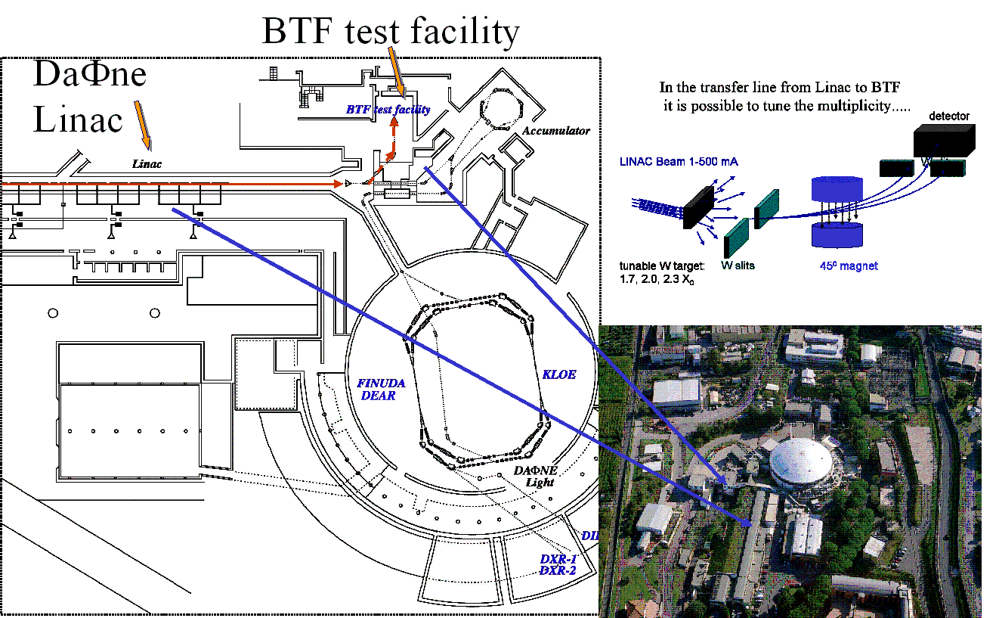 BTF test facility
DaΦne
Linac
BTF test facility
Accumulator
Linac
FINUDA
DEAR
KLOE
DAΦNE
Light
DXR-1
DXR-2
In the transfer line from Linac to BTF
it is possible to tune the multiplicity.....
detector
LINAC Beam 1-500 mA
tunable W target:
1.7, 2.0, 2.3 X0
W slits
45⁰ magnet